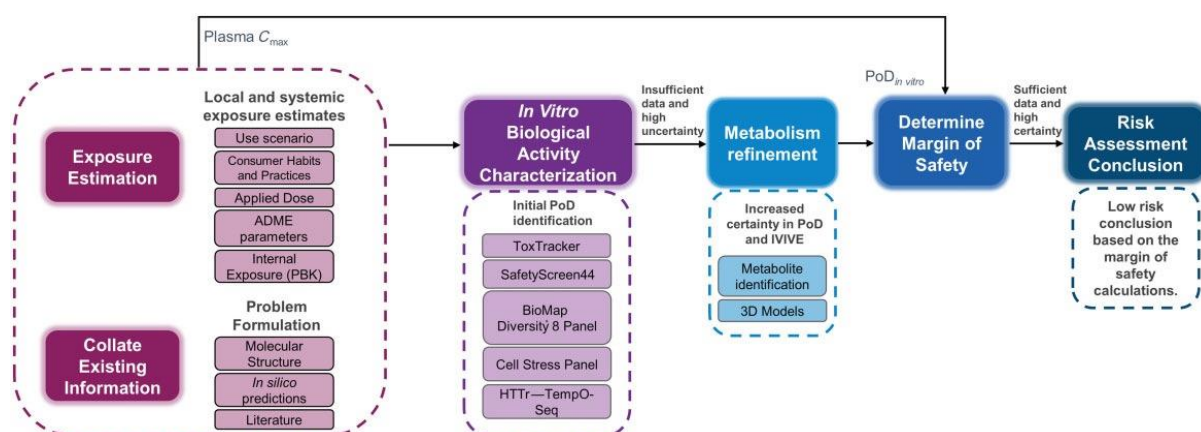 Plasma Cmax
Exposure
Estimation
Local and systemic
exposure estimates
Use scenario
Consumer Habits
and Practices
Applied Dose
ADME
parameters
Internal
Exposure (PBK)
Collate
Existing
Information
Problem
Formulation
Molecular
Structure
In silico
predictions
Literature
In Vitro
Biological
Activity
Characterization
Initial PoD
identification
ToxTracker
SafetyScreen44
BioMap
Diversitý 8 Panel
Cell Stress Panel
HTTr—TempO-
Seq
Insufficient
data and
high
uncertainty
Metabolism
refinement
Increased
certainty in PoD
and IVIVE
Metabolite
identification
3D Models
PoDin vitro
Determine
Margin of
Safety
Sufficient
data and
high
certainty
Risk
Assessment
Conclusion
Low risk
conclusion
based on the
margin of
safety
calculations.